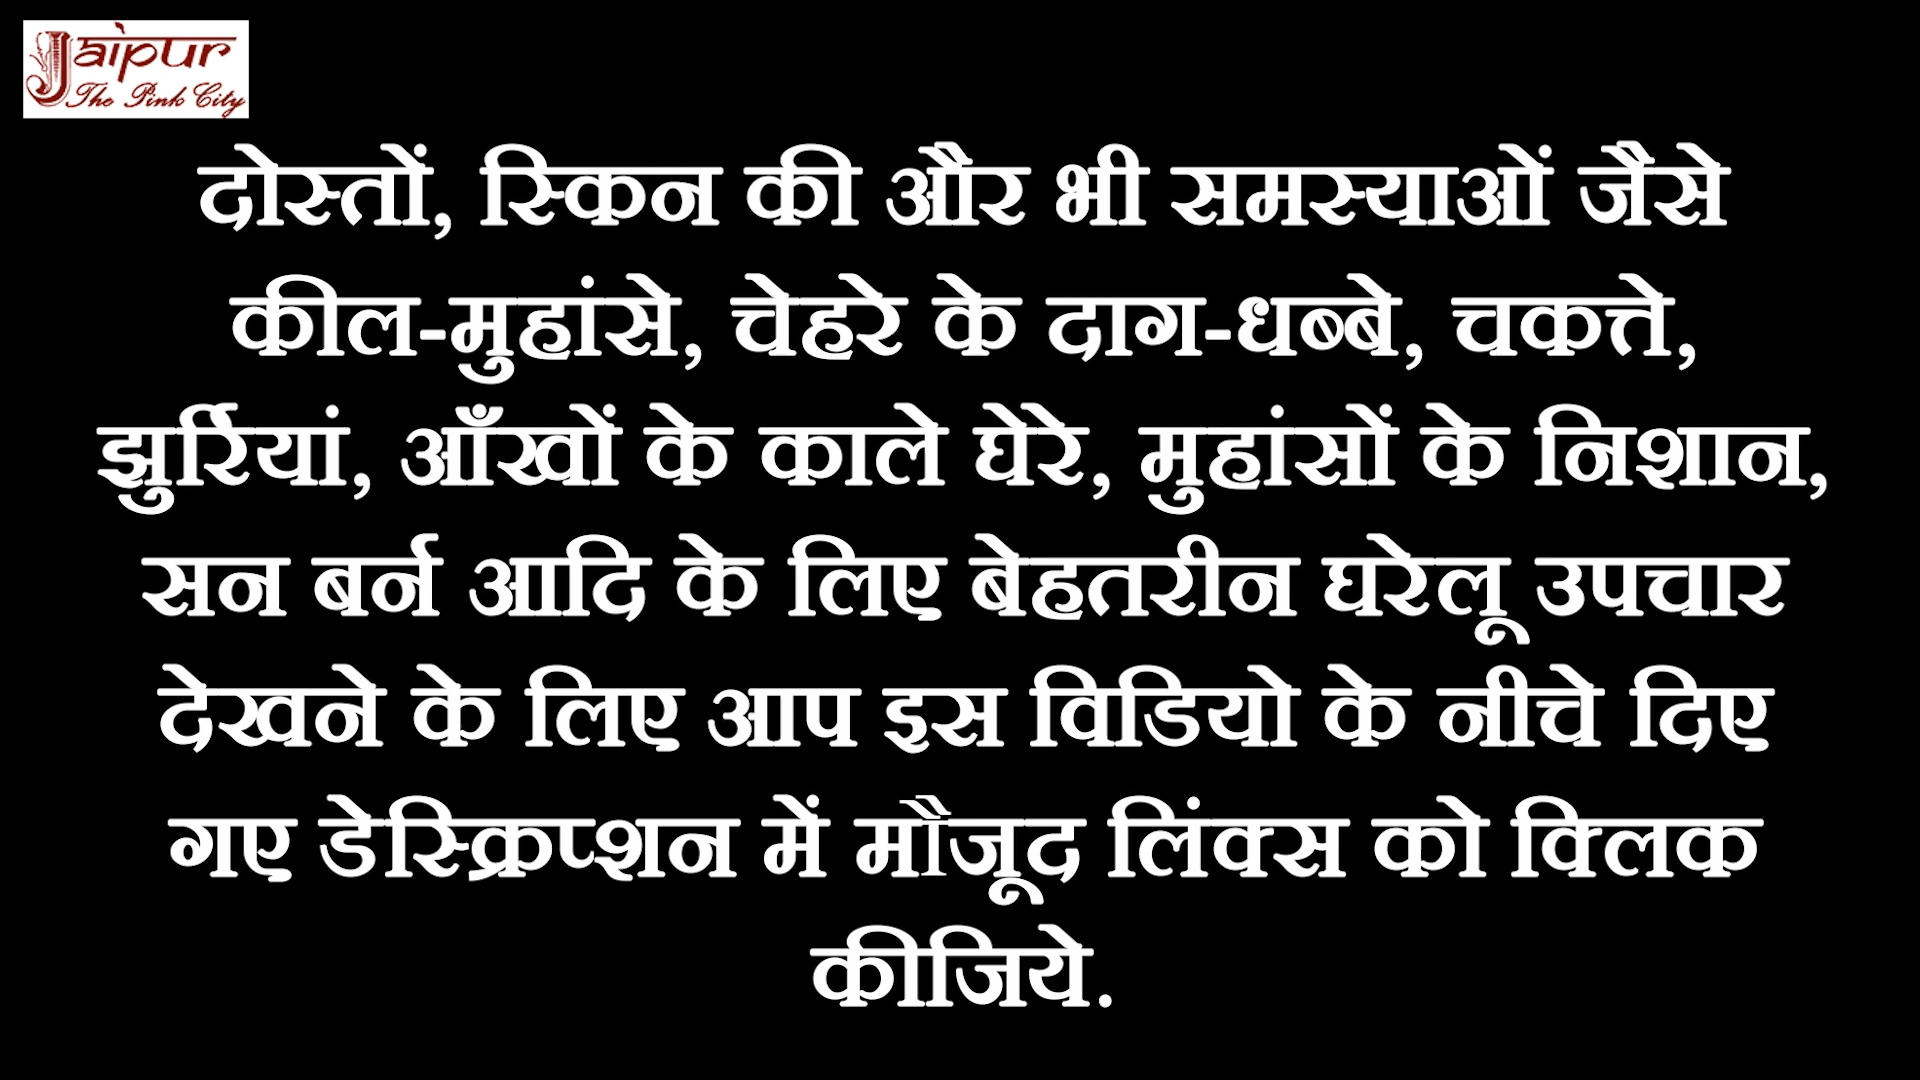 Jaipur
The Pink City
दोस्तों, स्किन की और भी समस्याओं जैसे
कील-मुहांसे, चेहरे के दाग-धब्बे, चकत्ते,
झुर्रियां, आँखों के काले घेरे, मुहांसों के निशान,
सन बर्न आदि के लिए बेहतरीन घरेलू उपचार
देखने के लिए आप इस विडियो के नीचे दिए
गए डेस्क्रिप्शन में मौजूद लिंक्स को क्लिक
कीजिये.